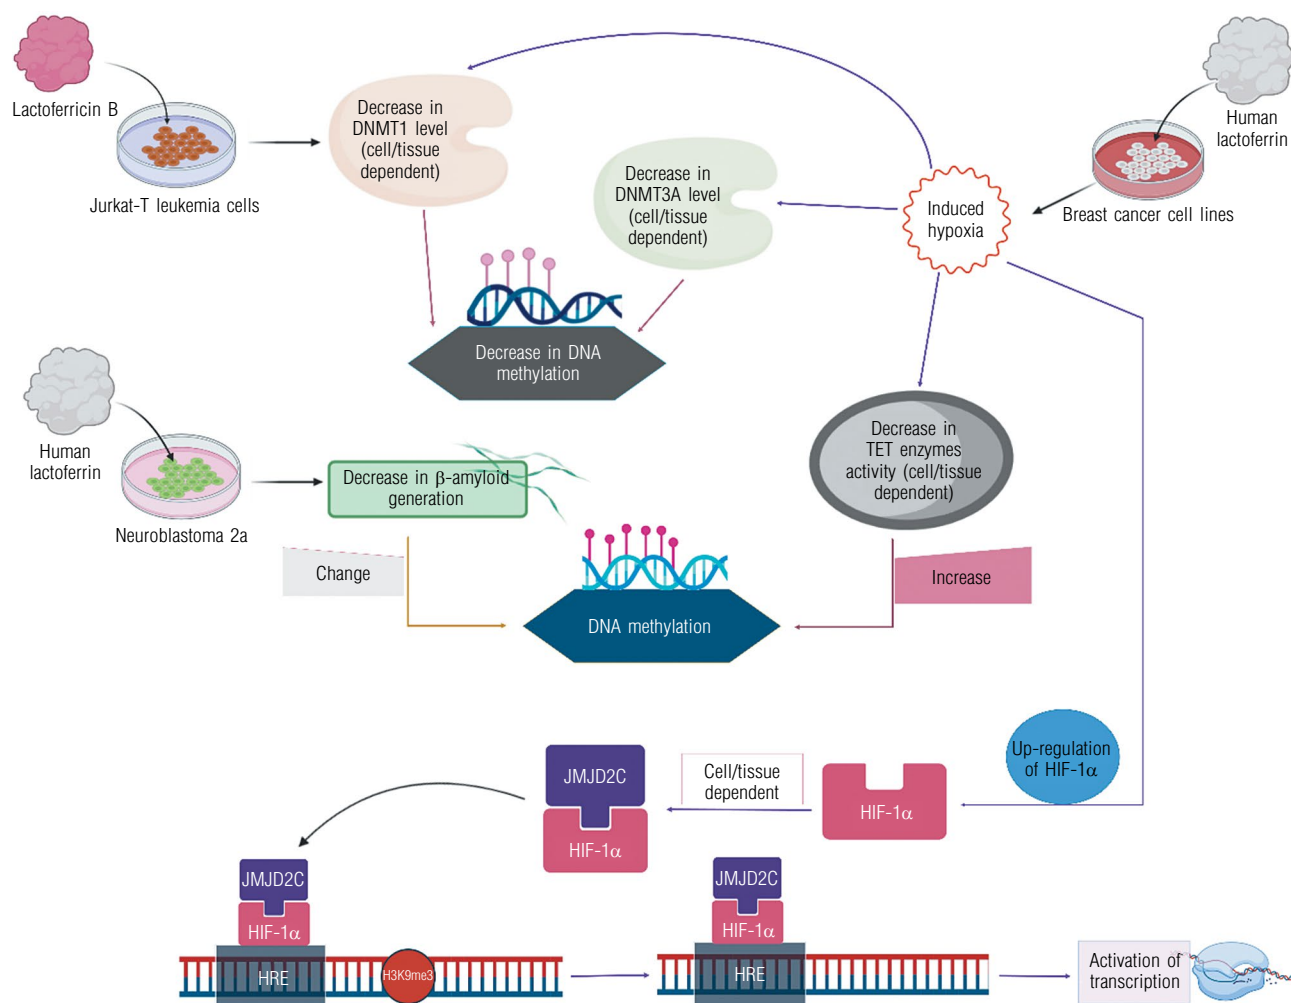 Lactoferricin B
Jurkat-T leukemia cells
Decrease in
DNMT1 level
(cell/tissue
dependent)
Decrease in
DNMT3A level
(cell/tissue
dependent)
Induced
hypoxia
Human
lactoferrin
Breast cancer cell lines
Decrease in DNA
methylation
Human
lactoferrin
Neuroblastoma 2a
Decrease in β-amyloid
generation
Decrease in
TET enzymes
activity (cell/tissue
dependent)
Change
DNA methylation
Increase
Up-regulation
of HIF-1α
HIF-1α
Cell/tissue
dependent
JMJD2C
HIF-1α
JMJD2C
HIF-1α
HRE
H3K9me3
JMJD2C
HIF-1α
HRE
Activation of
transcription